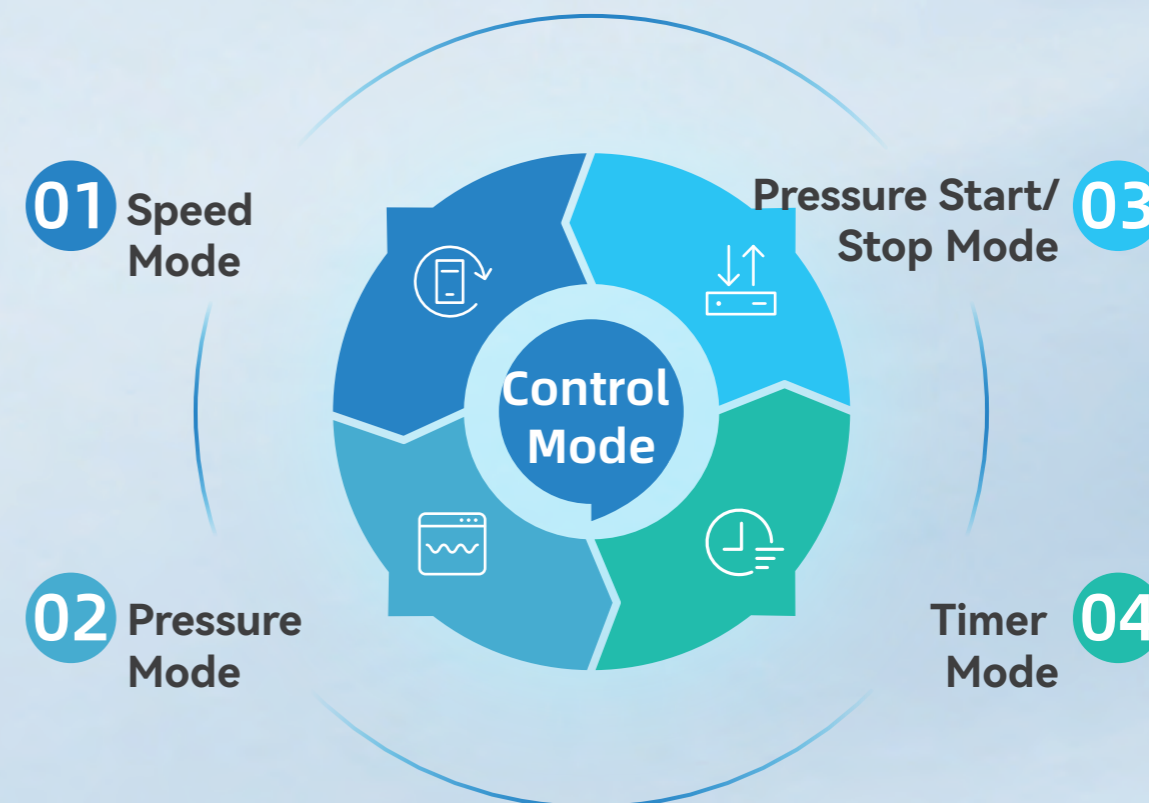 01
Speed
Mode
Pressure Start/
Stop Mode
03
Control
Mode
02
Pressure
Mode
Timer
Mode
04